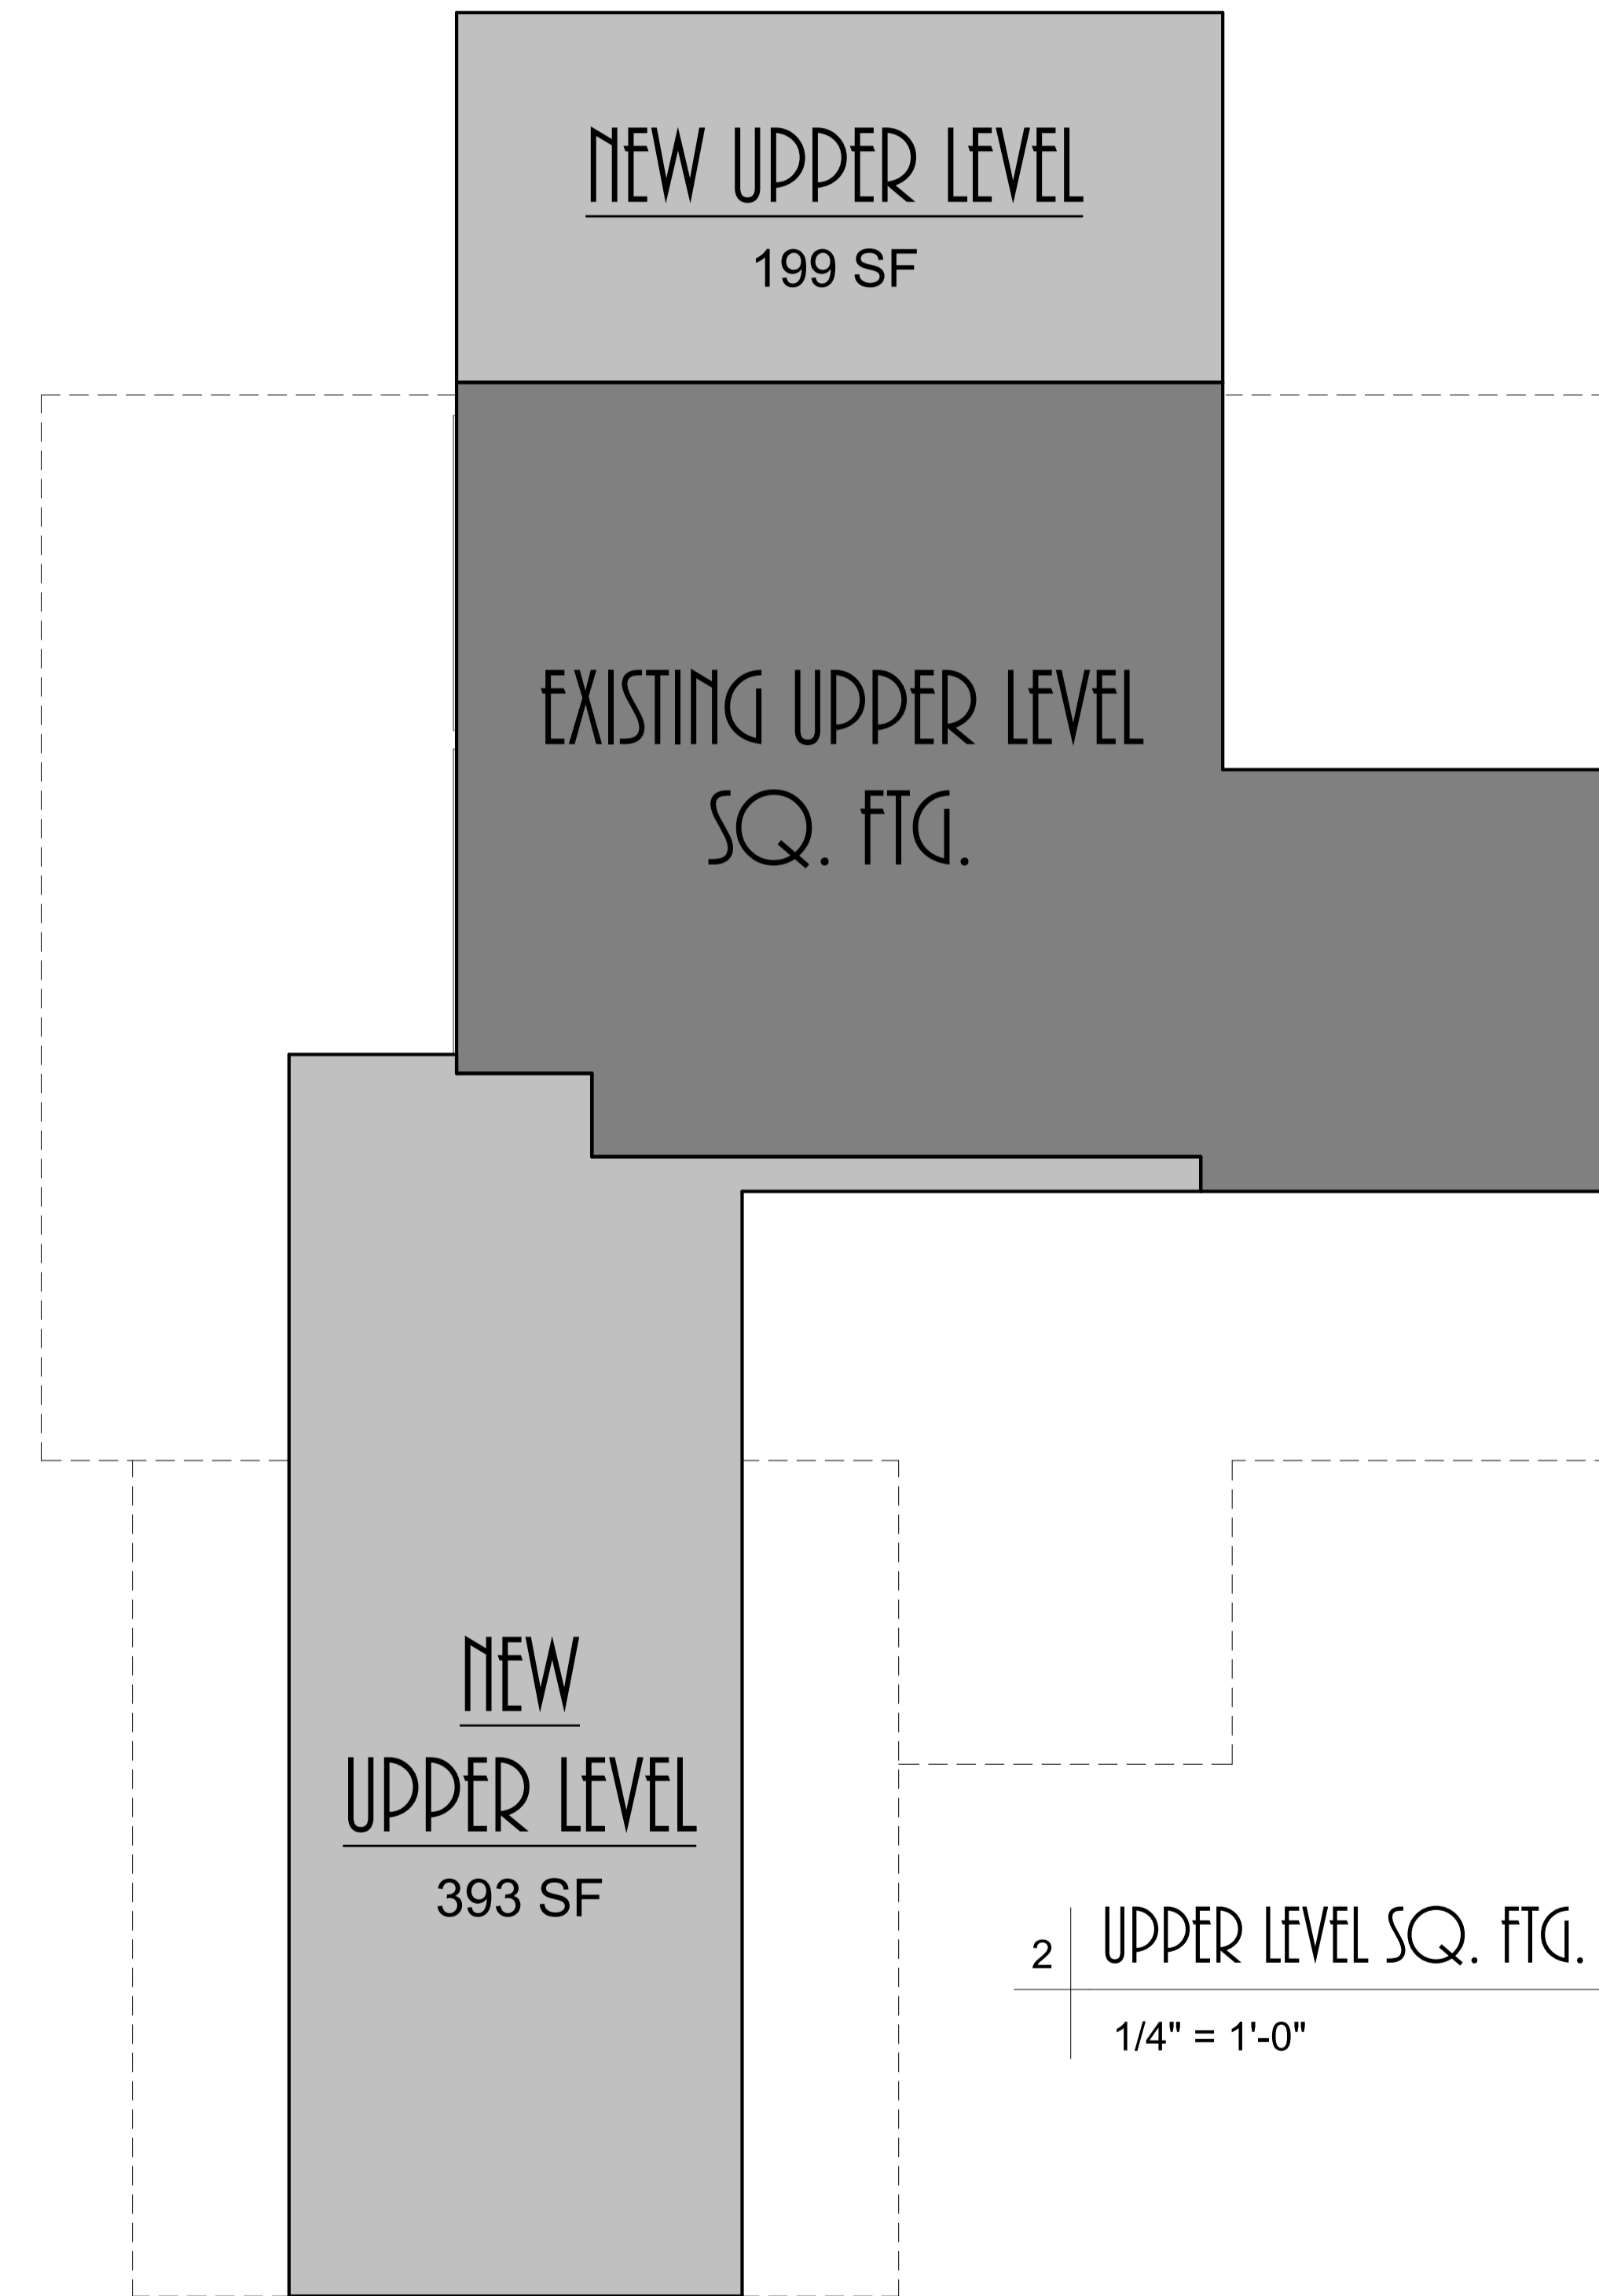 NEW UPPER LEVEL
199 SF
EXISTING UPPER LEVEL
SQ. FTG.
NEW
UPPER LEVEL
393 SF
2
UPPER LEVEL SQ. FTG.
1/4" = 1'-0"